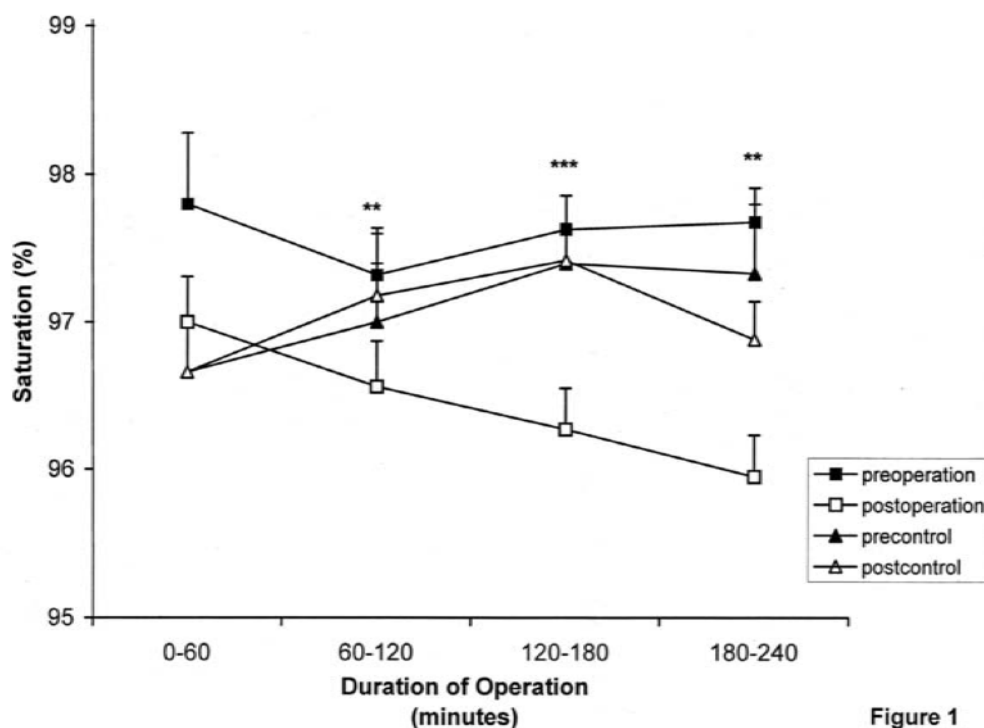 99
98
97
96
95
Saturation (%)
**
***
**
0-60
60-120
120-180
180-240
Duration of Operation
(minutes)
preoperation
postoperation
precontrol
postcontrol
Figure 1